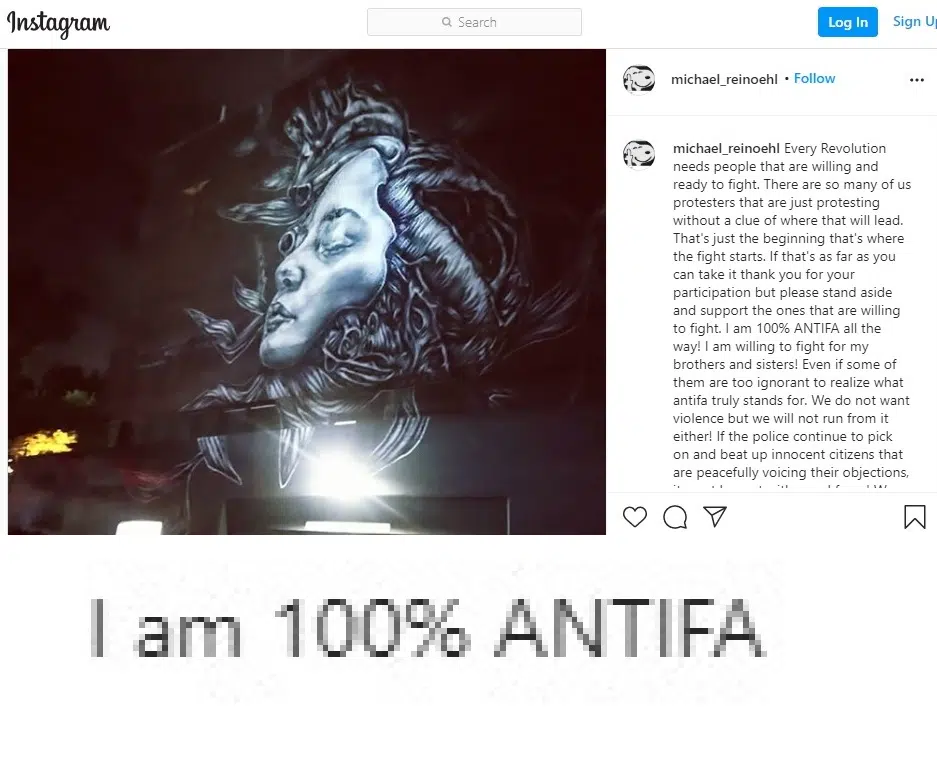 Instagram
Search
Log In
Sign Up
michael_reinoehl • Follow
michael_reinoehl Every Revolution
needs people that are willing and
ready to fight. There are so many of us
protesters that are just protesting
without a clue of where that will lead.
That's just the beginning that's where
the fight starts. If that's as far as you
can take it thank you for your
participation but please stand aside
and support the ones that are willing
to fight. I am 100% ANTIFA all the
way! I am willing to fight for my
brothers and sisters! Even if some of
them are too ignorant to realize what
antifa truly stands for. We do not want
violence but we will not run from it
either! If the police continue to pick
on and beat up innocent citizens that
are peacefully voicing their objections,
I am 100% ANTIFA